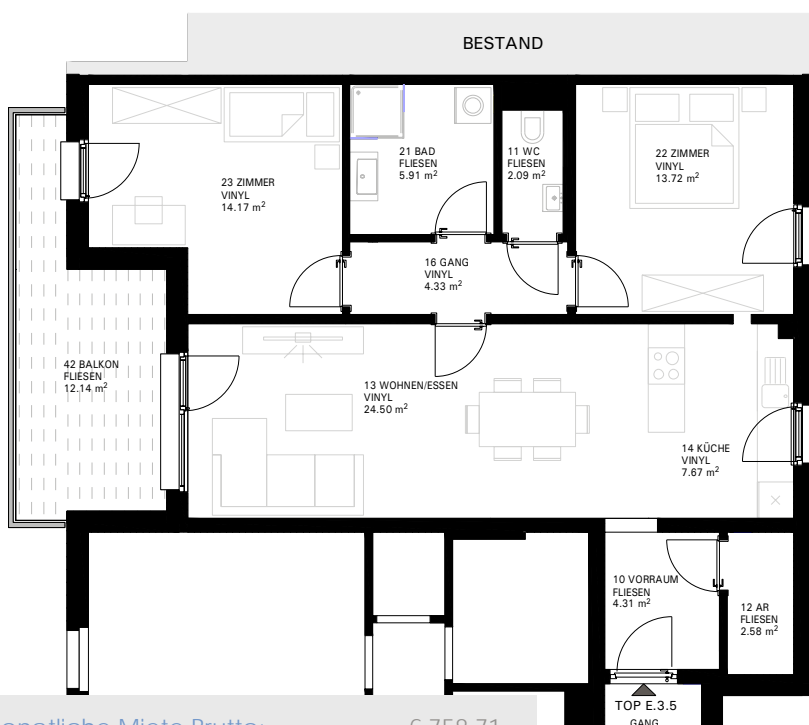 BESTAND
21 BAD
FLIESEN
5.91 m²
11 WC
FLIESEN
2.09 m²
22 ZIMMER
VINYL
13.72 m²
23 ZIMMER
VINYL
14.17 m²
16 GANG
VINYL
4.33 m²
42 BALKON
FLIESEN
12.14 m²
13 WOHNEN/ESSEN
VINYL
24.50 m²
14 KÜCHE
VINYL
7.67 m²
10 VORRAUM
FLIESEN
4.31 m²
12 AR
FLIESEN
2.58 m²
TOP E.3.5
GANG